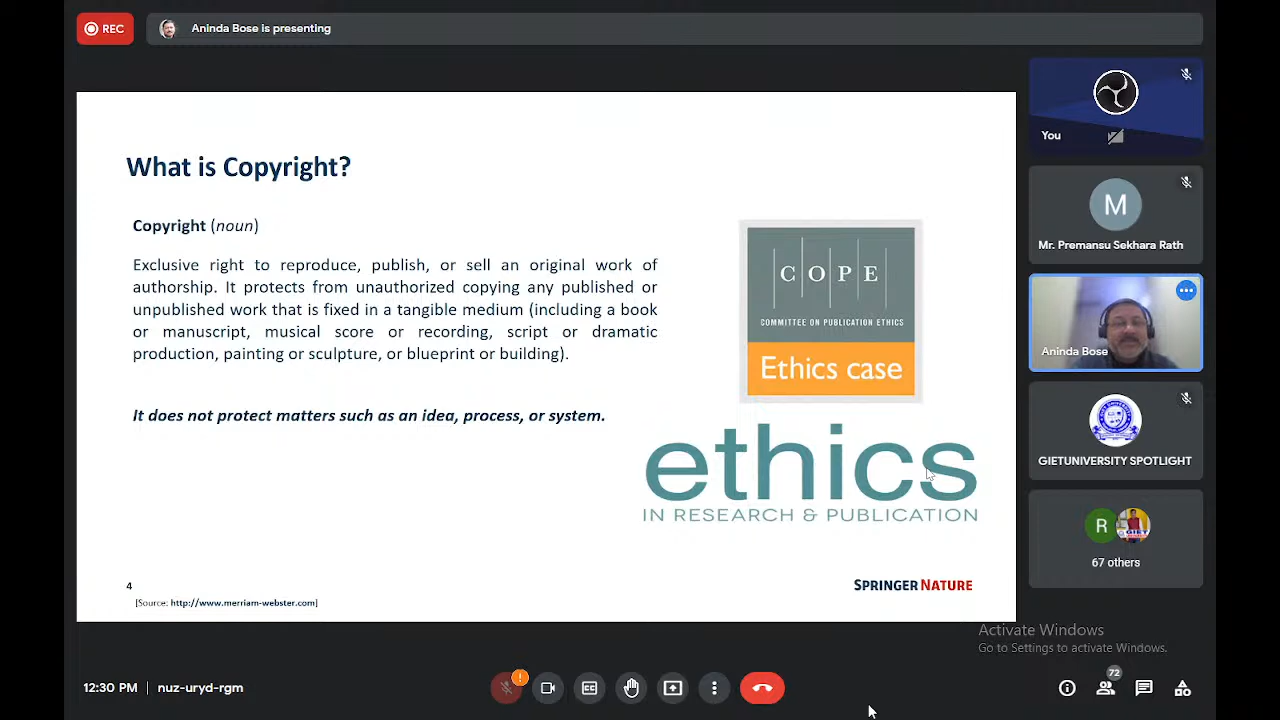 REC
Aninda Bose is presenting
What is Copyright?
Copyright (noun)
Exclusive right to reproduce, publish, or sell an original work of
authorship. It protects from unauthorized copying any published or
unpublished work that is fixed in a tangible medium (including a book
or manuscript, musical score or recording, script or dramatic
production, painting or sculpture, or blueprint or building).
It does not protect matters such as an idea, process, or system.
COPE
COMMITTEE ON PUBLICATION ETHICS
Ethics case
ethics
IN RESEARCH & PUBLICATION
4
[Source: http://www.merriam-webster.com]
SPRINGER NATURE
You
M
Mr. Premansu Sekhara Rath
Aninda Bose
GIETUNIVERSITY SPOTLIGHT
R
GIET
67 others
Activate Windows
Go to Settings to activate Windows.
12:30 PM | nuz-uryd-rgm
CC
72